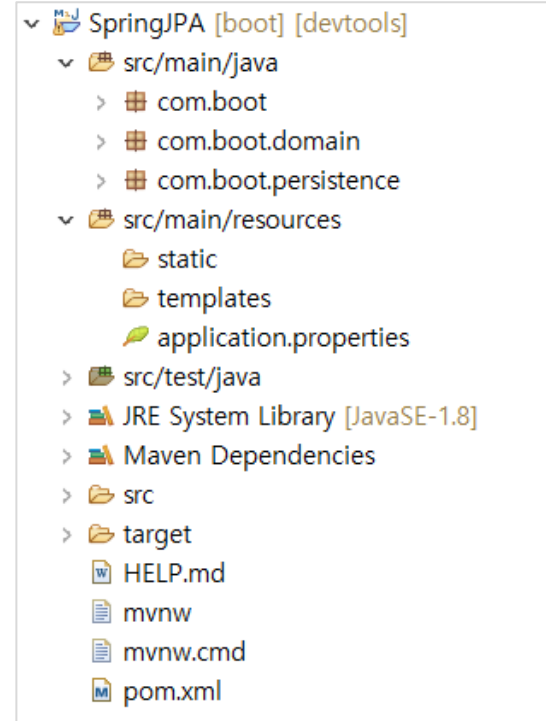 SpringJPA [boot] [devtools]
src/main/java
com.boot
com.boot.domain
com.boot.persistence
src/main/resources
static
templates
application.properties
src/test/java
JRE System Library [JavaSE-1.8]
Maven Dependencies
src
target
HELP.md
mvnw
mvnw.cmd
pom.xml